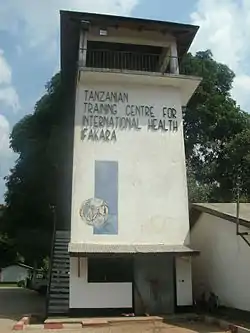 TANZANIAN
TRAINING CENTRE FOR
INTERNATIONAL HEALTH
IFAKARA